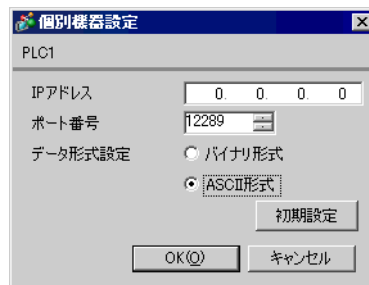 個別機器設定
PLC1
IPアドレス 0. 0. 0. 0
ポート番号 12289
データ形式設定 バイナリ形式
ASCII形式
初期設定
OK(O) キャンセル